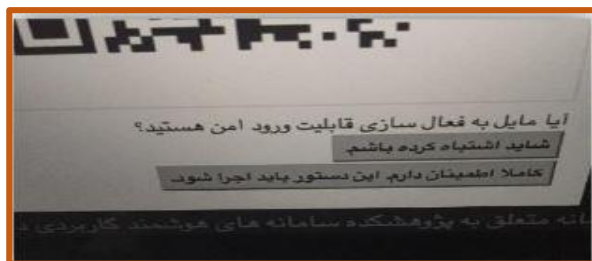 آیا مایل به فعال سازی قابلیت ورود امن هستید؟
شاید اشتباه کرده باشم.
کاملا اطمینان دارم. این دستور باید اجرا شود.
متعلق به پژوهشکده سامانه های هوشمند کاربردی